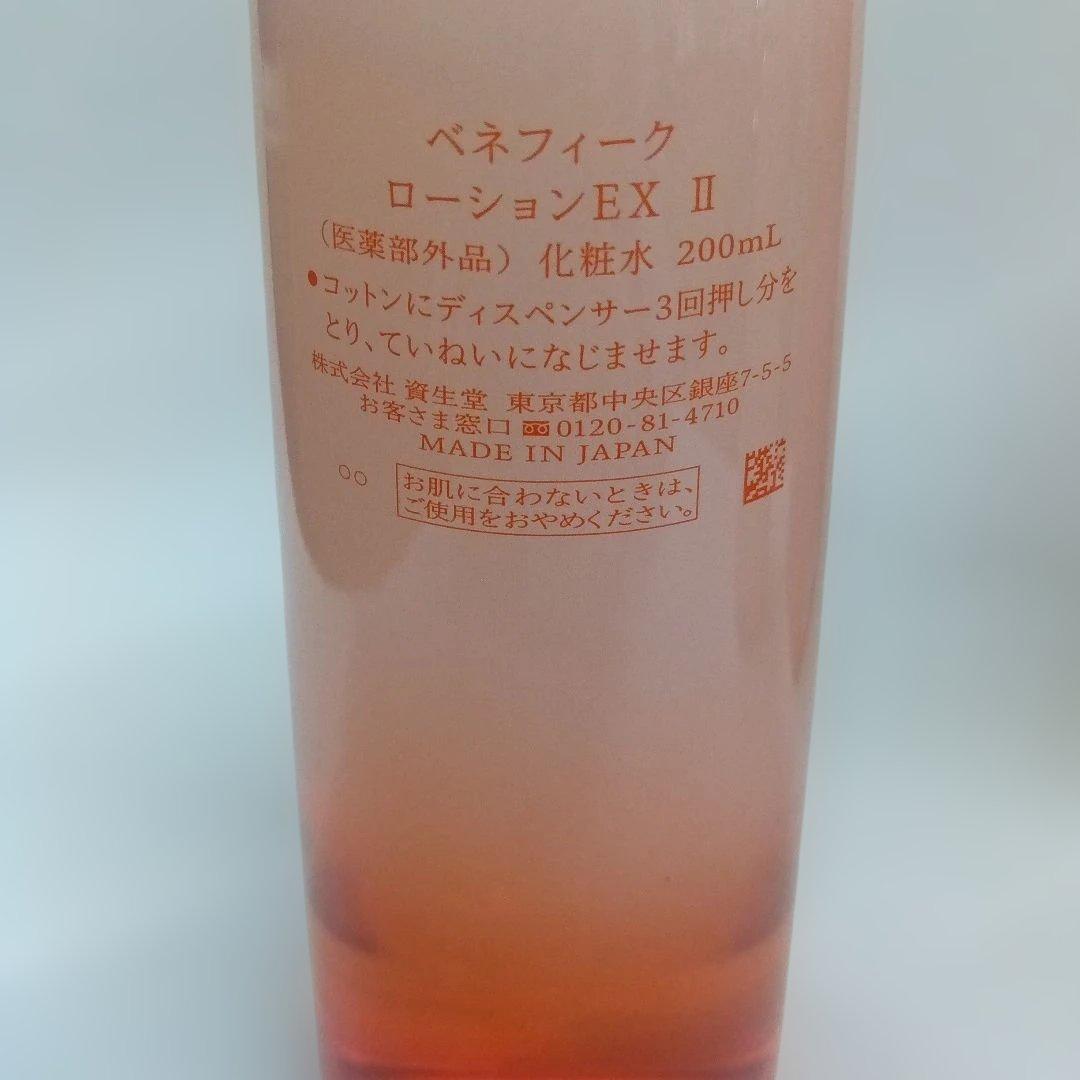 ベネフィーク
ローションEX Ⅱ
（医薬部外品）化粧水 200mL
●コットンにディスペンサー3回押し分を
とり、ていねいになじませます。
株式会社 資生堂 東京都中央区銀座7-5-5
お客さま窓口 0120-81-4710
MADE IN JAPAN
○○
お肌に合わないときは、
ご使用をおやめください。